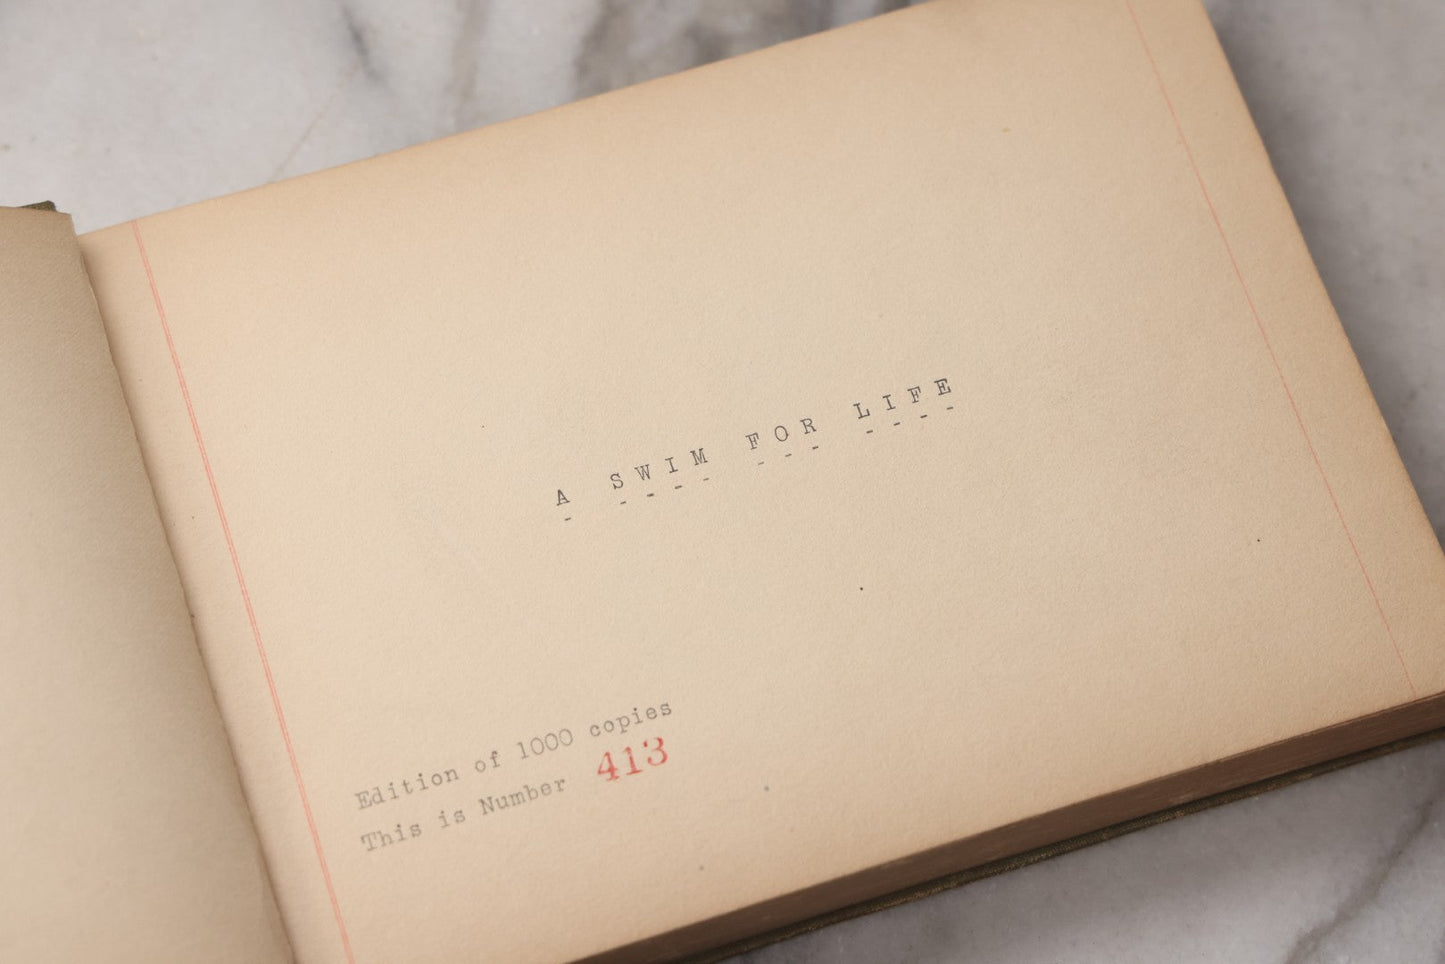 A SWIM FOR LIFE
- ---- --- ----
Edition of 1000 copies
This is Number 413